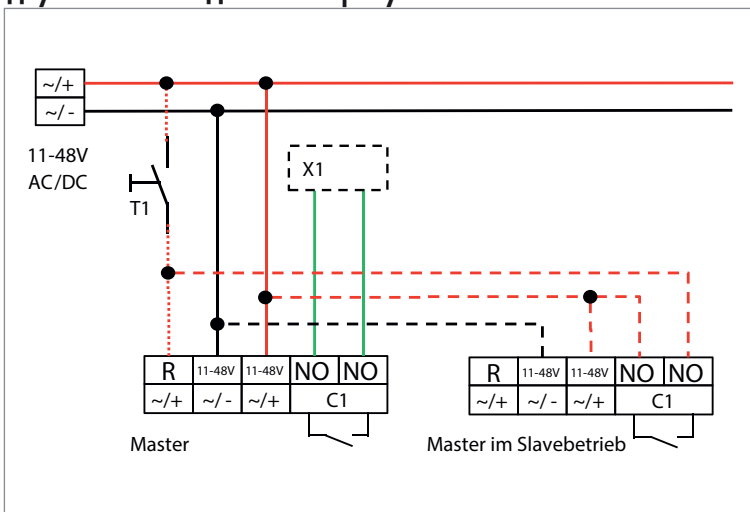 ~/+
~/ -
11-48V
AC/DC
T1
X1
R 11-48V 11-48V NO NO
~/+ ~/ - ~/+ C1
Master
R 11-48V 11-48V NO NO
~/+ ~/ - ~/+ C1
Master im Slavebetrieb